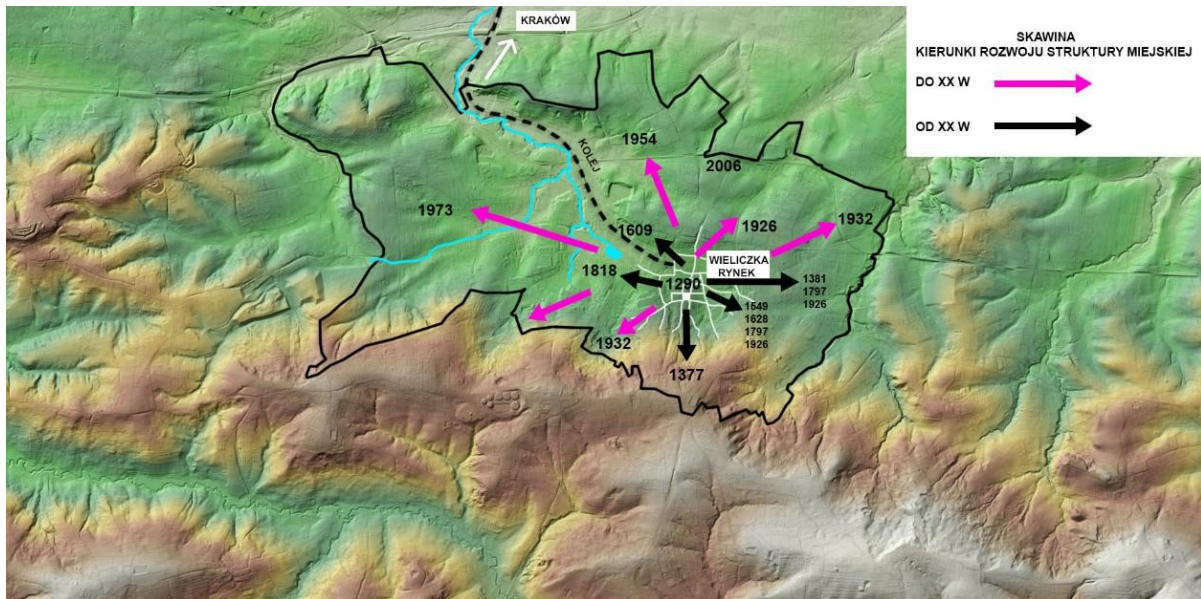 KRAKÓW
SKAWINA
KIERUNKI ROZWOJU STRUKTURY MIEJSKIEJ
DO XX W
OD XX W
1954
KOLEJ
2006
1973
1609
1926
1932
WIELICZKA
RYNEK
1818
1290
1381
1797
1926
1549
1628
1797
1926
1932
1377